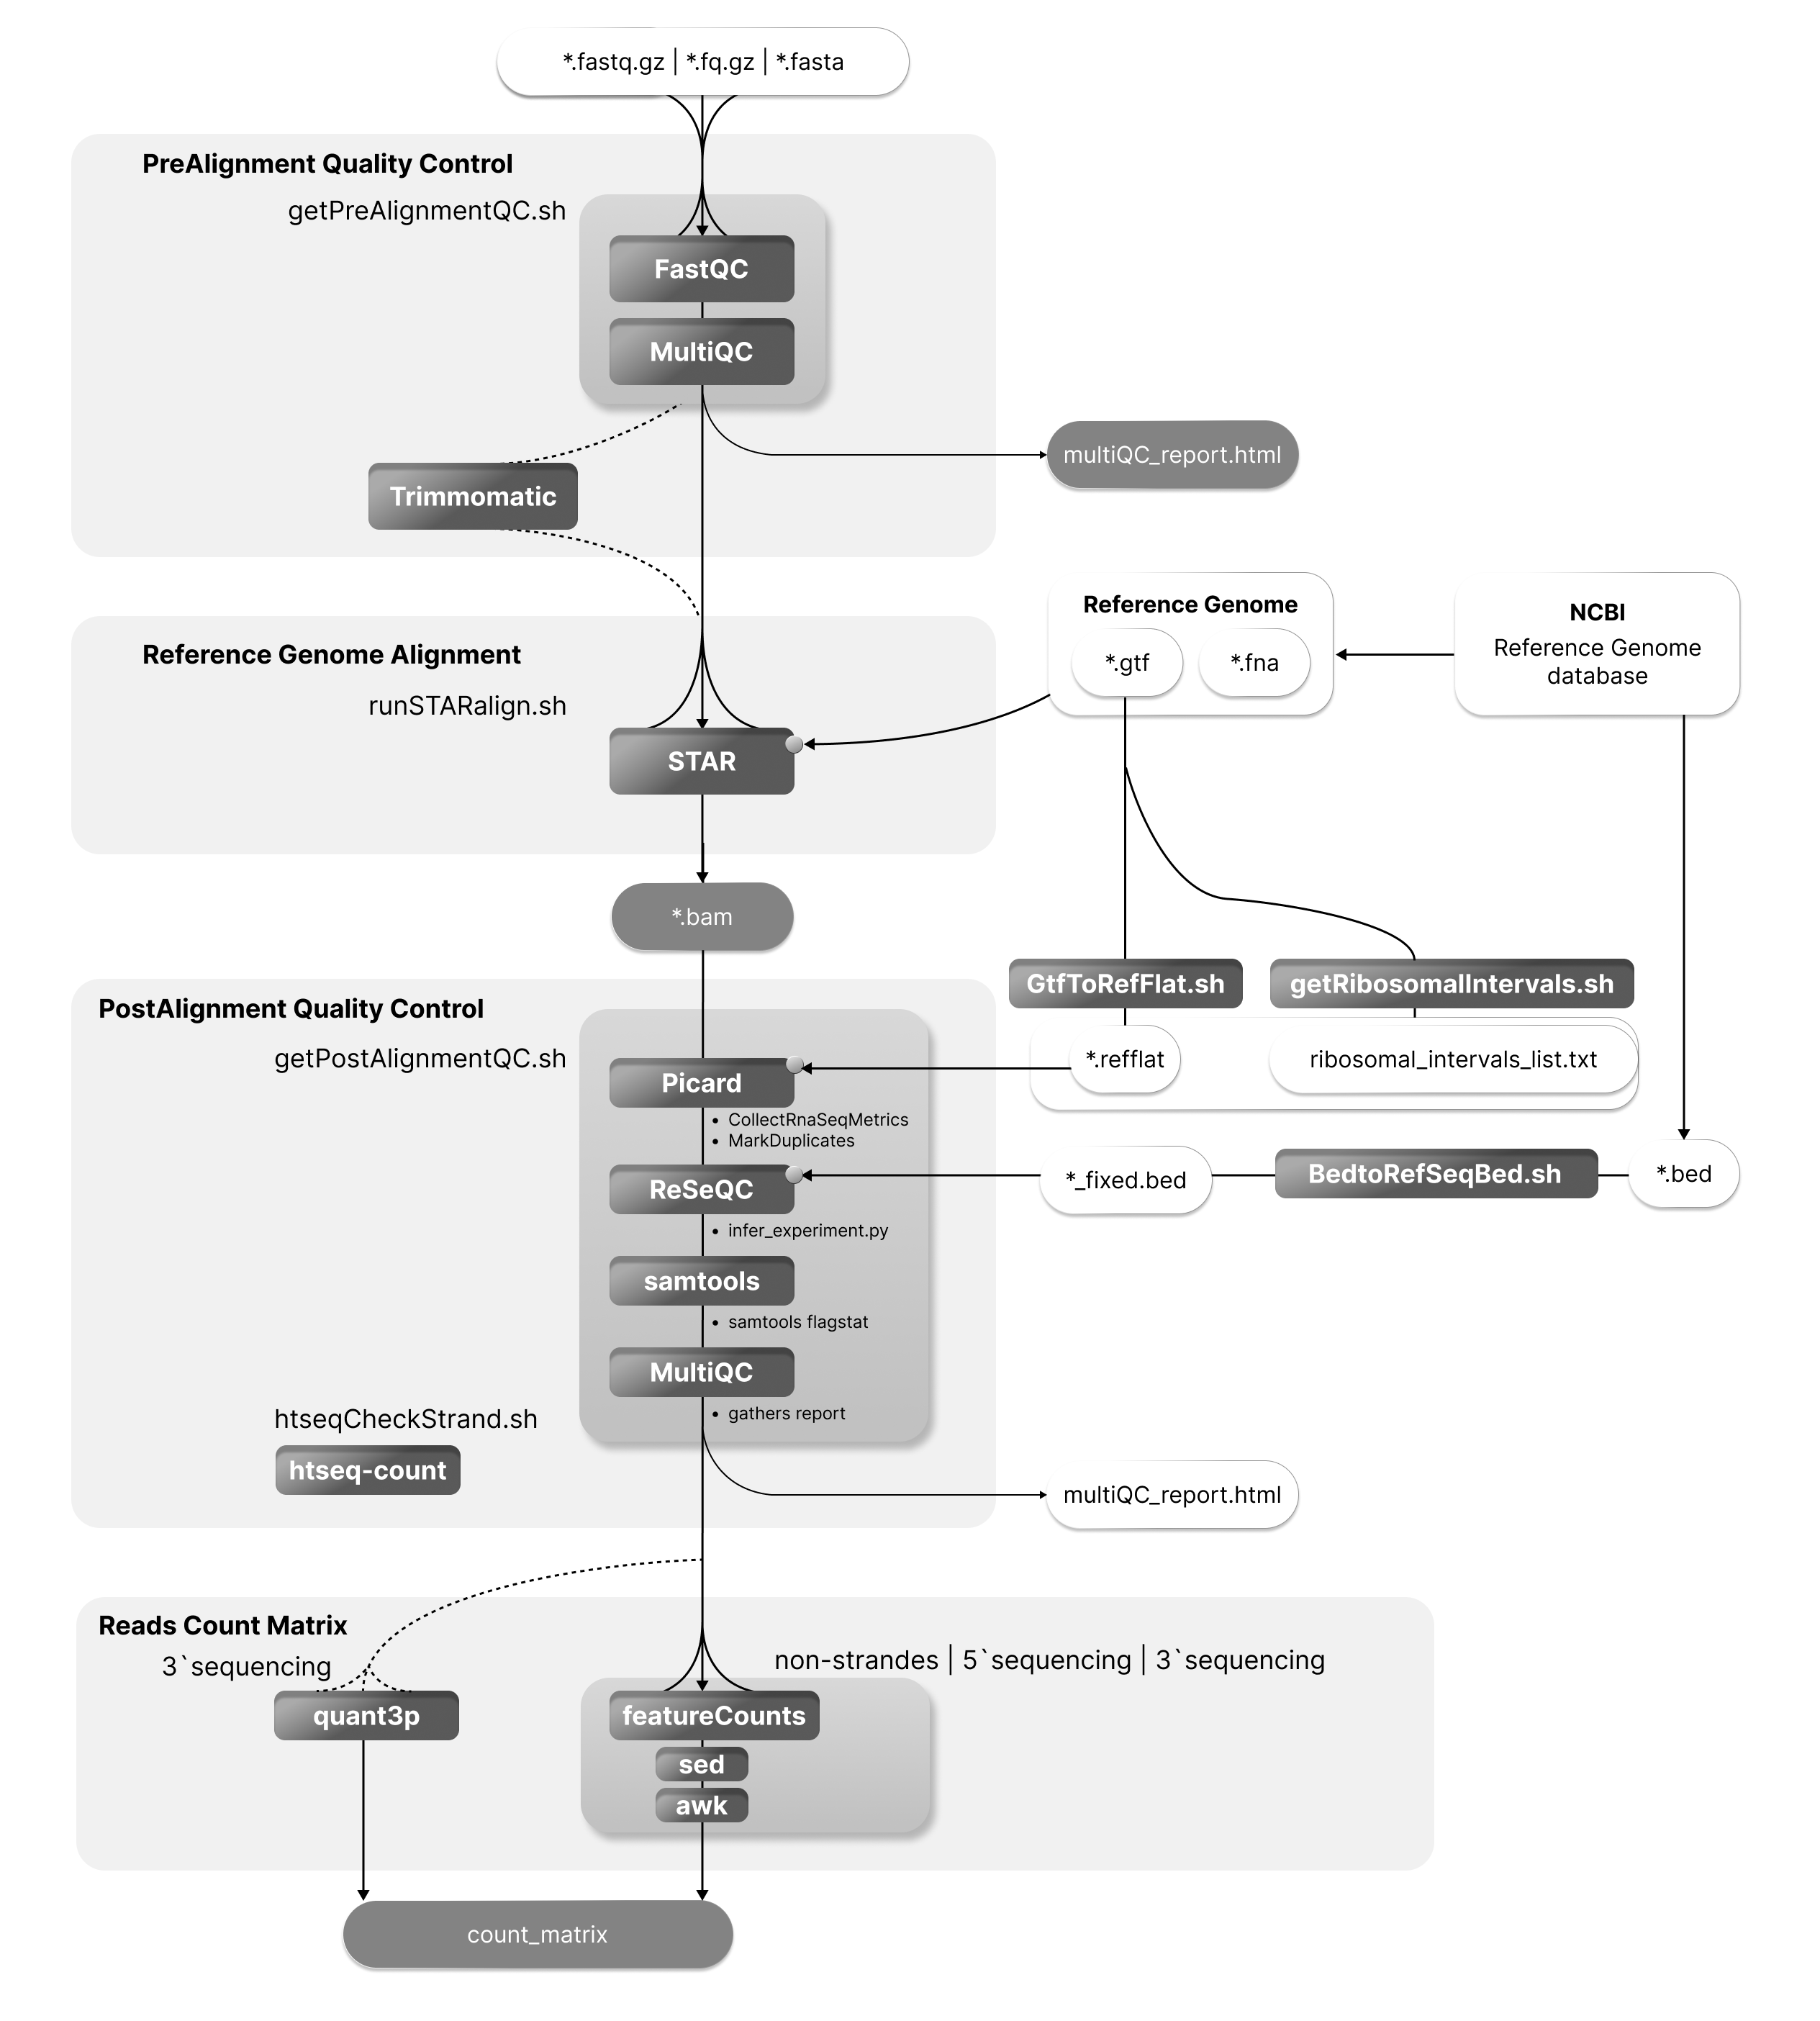 *.fastq.gz | *.fq.gz | *.fasta
PreAlignment Quality Control
getPreAlignmentQC.sh
FastQC
MultiQC
multiQC_report.html
Trimmomatic
Reference Genome
*.gtf
*.fna
NCBI
Reference Genome
database
Reference Genome Alignment
runSTARalign.sh
STAR
*.bam
GtfToRefFlat.sh
getRibosomalIntervals.sh
PostAlignment Quality Control
getPostAlignmentQC.sh
Picard
*.refflat
ribosomal_intervals_list.txt
• CollectRnaSeqMetrics
• MarkDuplicates
ReSeQC
*_fixed.bed
BedtoRefSeqBed.sh
*.bed
• infer_experiment.py
samtools
• samtools flagstat
MultiQC
• gathers report
htseqCheckStrand.sh
htseq-count
multiQC_report.html
Reads Count Matrix
3`sequencing
non-strandes | 5`sequencing | 3`sequencing
quant3p
featureCounts
sed
awk
count_matrix